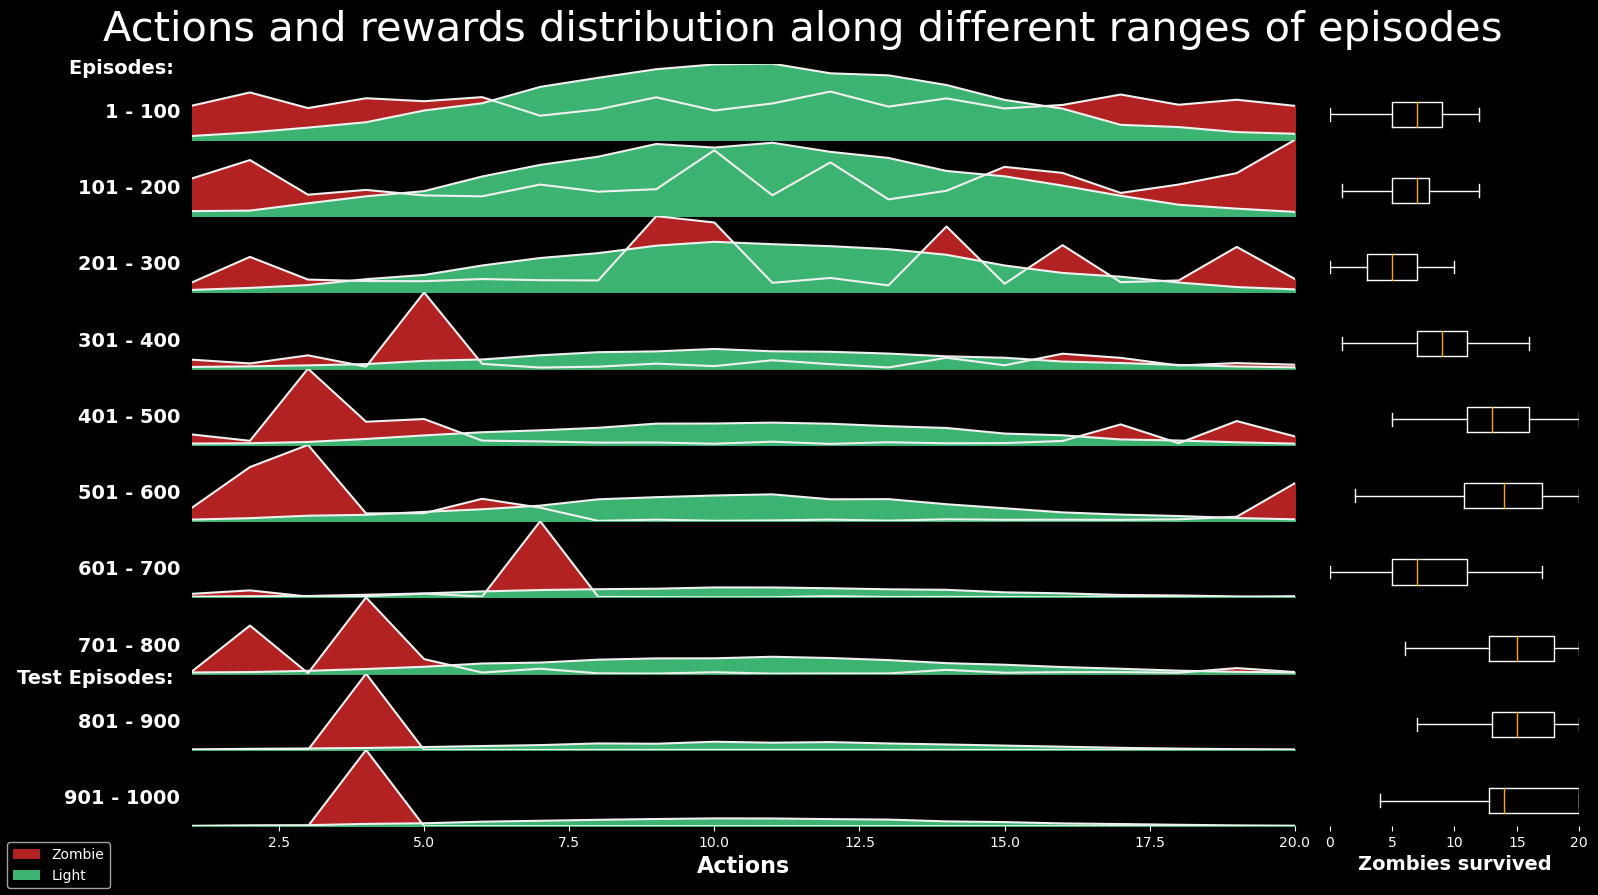 Actions and rewards distribution along different ranges of episodes
Episodes:
1 - 100
101 - 200
201 - 300
301 - 400
401 - 500
501 - 600
601 - 700
701 - 800
Test Episodes:
801 - 900
901 - 1000
2.5 5.0 7.5 10.0 12.5 15.0 17.5 20.0
0 5 10 15 20
Actions
Zombies survived
Zombie
Light